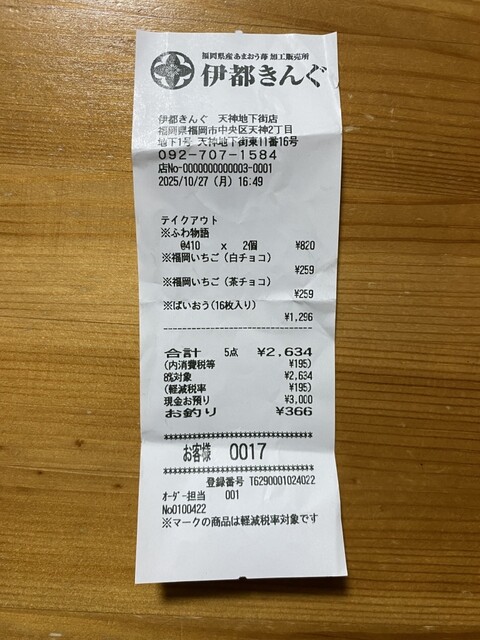 福岡県産あまおう苺 加工販売所
伊都きんぐ
伊都きんぐ 天神地下街店
福岡県福岡市中央区天神2丁目
地下1号 天神地下街東11番16号
092-707-1584
店No-0000000000003-0001
2025/10/27(月) 16:49
テイクアウト
※ふわ物語
@410 x 2個 ¥820
※福岡いちご(白チョコ)
¥259
※福岡いちご(茶チョコ)
¥259
※ぱいおう(16枚入り)
¥1,296
合計 5点 ¥2,634
(内消費税等 ¥195)
8%対象 ¥2,634
(軽減税率 ¥195)
現金お預り ¥3,000
お釣り ¥366
お客様 0017
登録番号 T6290001024022
オーダー担当 001
No0100422
※マークの商品は軽減税率対象です